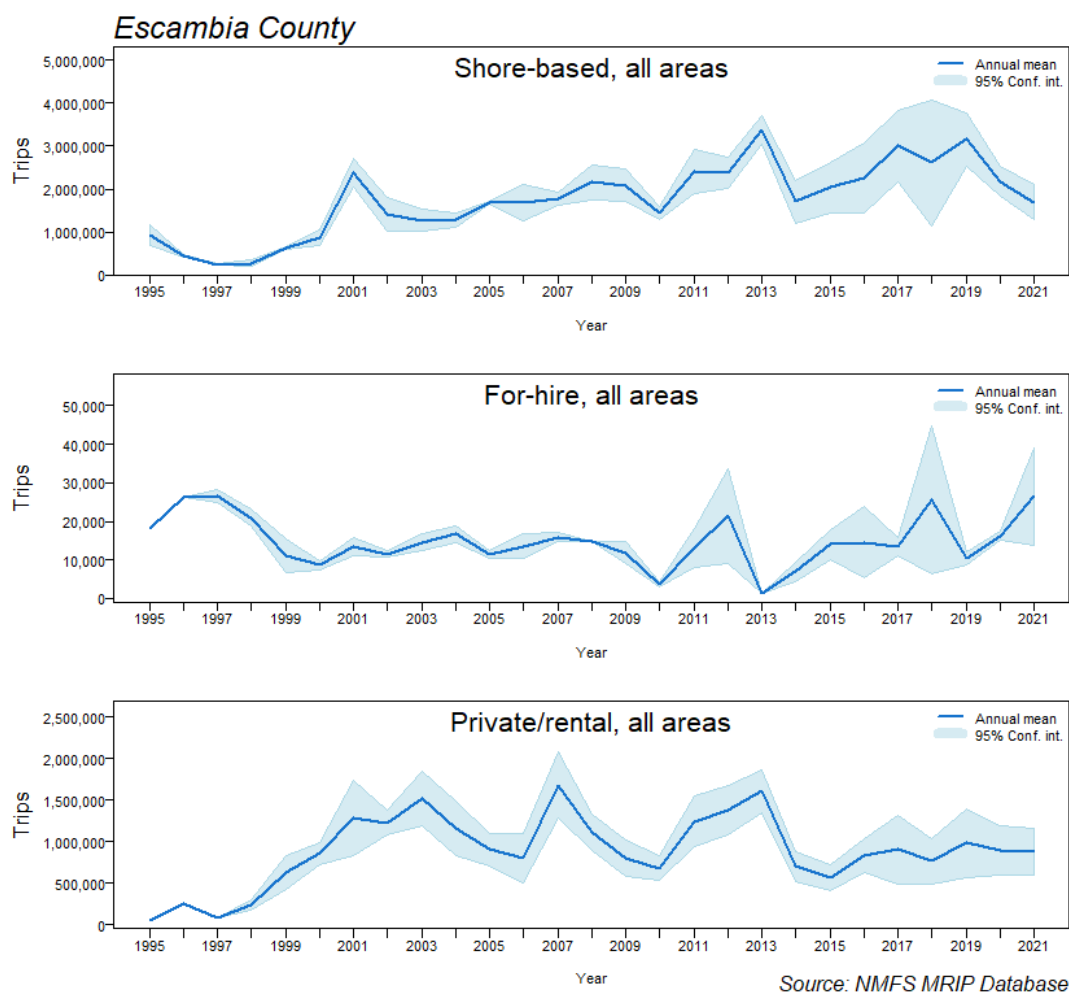 Escambia County
Shore-based, all areas
Annual mean
95% Conf. int.
Trips
5,000,000
4,000,000
3,000,000
2,000,000
1,000,000
0
1995 1997 1999 2001 2003 2005 2007 2009 2011 2013 2015 2017 2019 2021
Year
For-hire, all areas
Annual mean
95% Conf. int.
Trips
50,000
40,000
30,000
20,000
10,000
0
1995 1997 1999 2001 2003 2005 2007 2009 2011 2013 2015 2017 2019 2021
Year
Private/rental, all areas
Annual mean
95% Conf. int.
Trips
2,500,000
2,000,000
1,500,000
1,000,000
500,000
0
1995 1997 1999 2001 2003 2005 2007 2009 2011 2013 2015 2017 2019 2021
Year
Source: NMFS MRIP Database